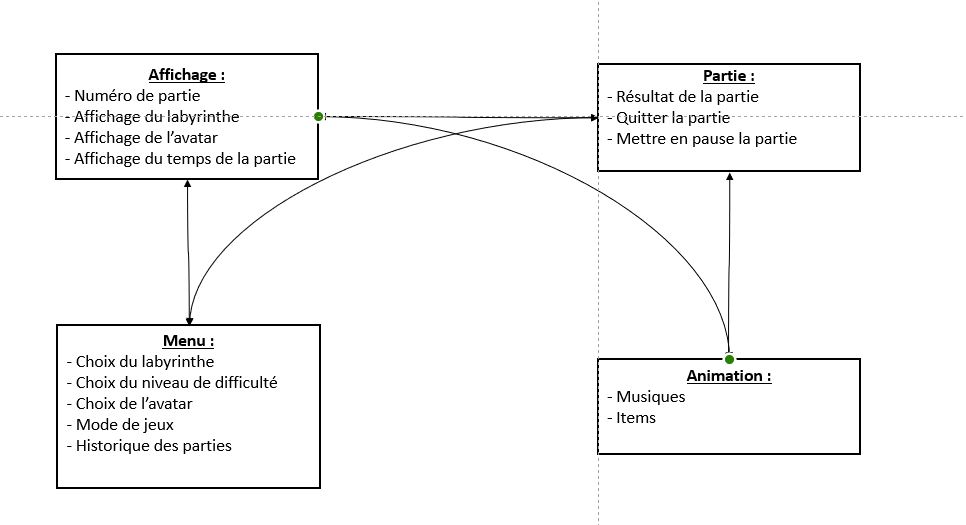 Affichage :
- Numéro de partie
- Affichage du labyrinthe
- Affichage de l’avatar
- Affichage du temps de la partie
Partie :
- Résultat de la partie
- Quitter la partie
- Mettre en pause la partie
Menu :
- Choix du labyrinthe
- Choix du niveau de difficulté
- Choix de l’avatar
- Mode de jeux
- Historique des parties
Animation :
- Musiques
- Items